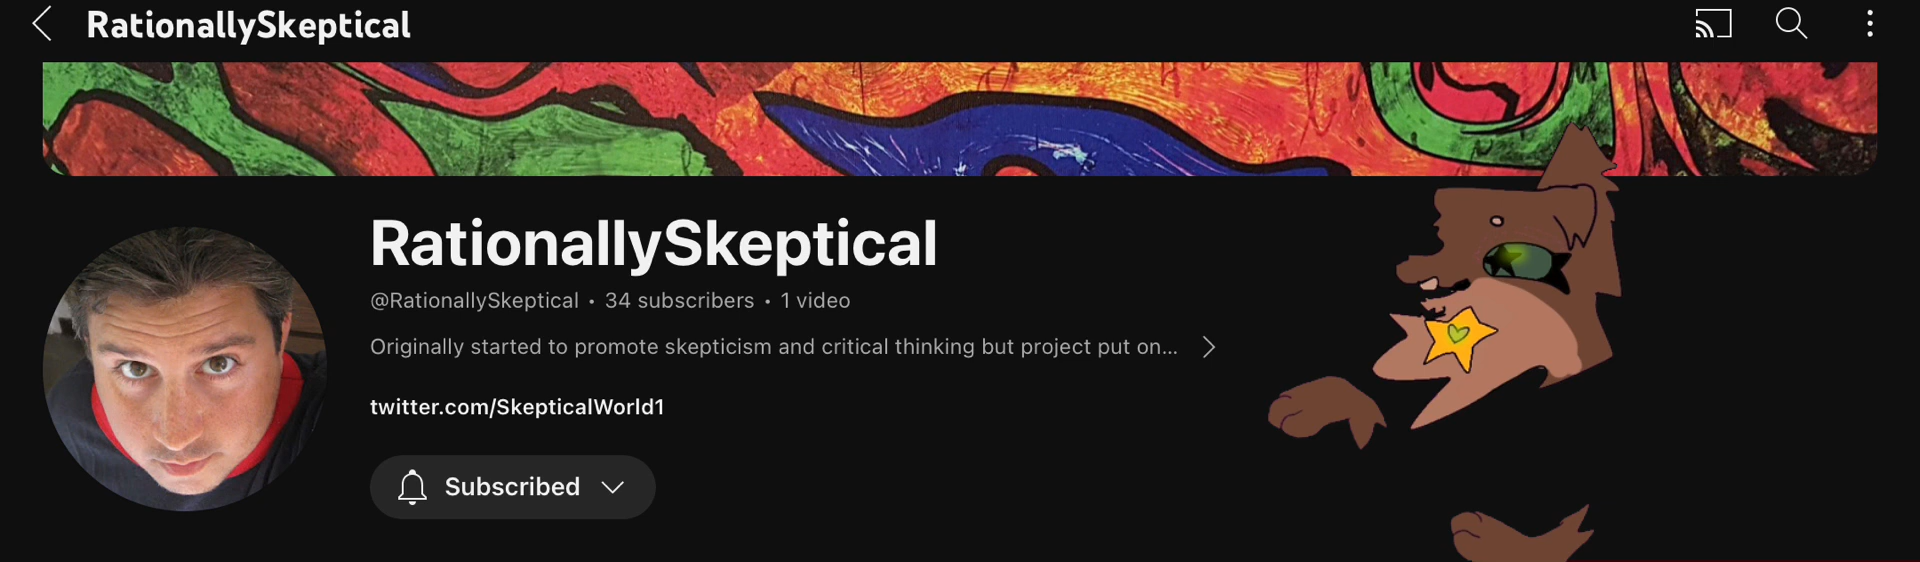 RationallySkeptical
RationallySkeptical
@RationallySkeptical • 34 subscribers • 1 video
Originally started to promote skepticism and critical thinking but project put on...
twitter.com/SkepticalWorld1
Subscribed